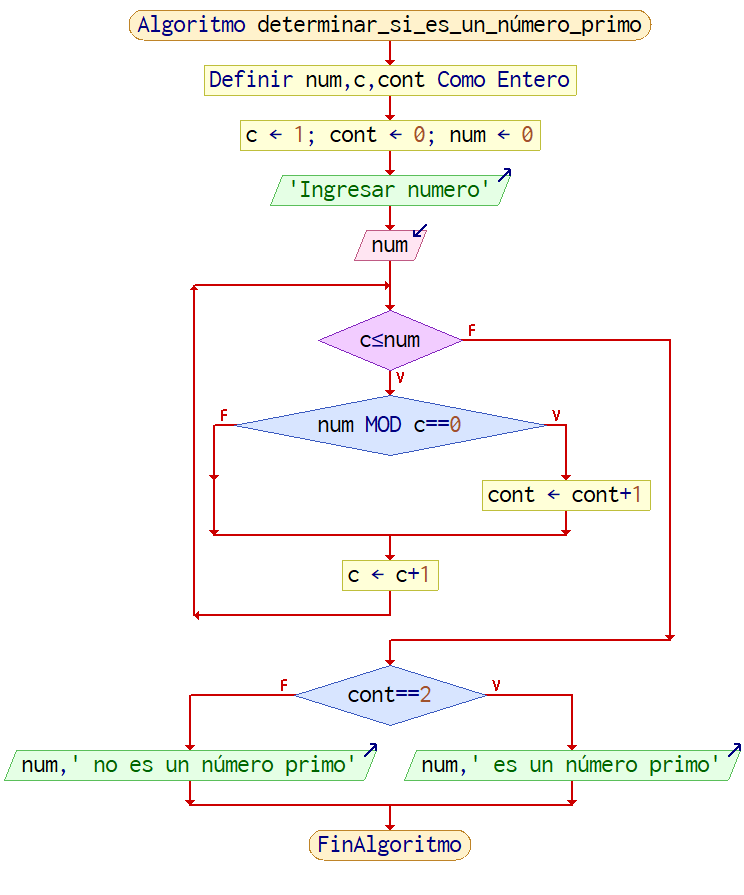 Algoritmo determinar_si_es_un_número_primo
Definir num,c,cont Como Entero
c ← 1; cont ← 0; num ← 0
'Ingresar numero'
num
c≤num
F
V
num MOD c==0
F
V
cont ← cont+1
c ← c+1
cont==2
F
V
num,' no es un número primo'
num,' es un número primo'
FinAlgoritmo